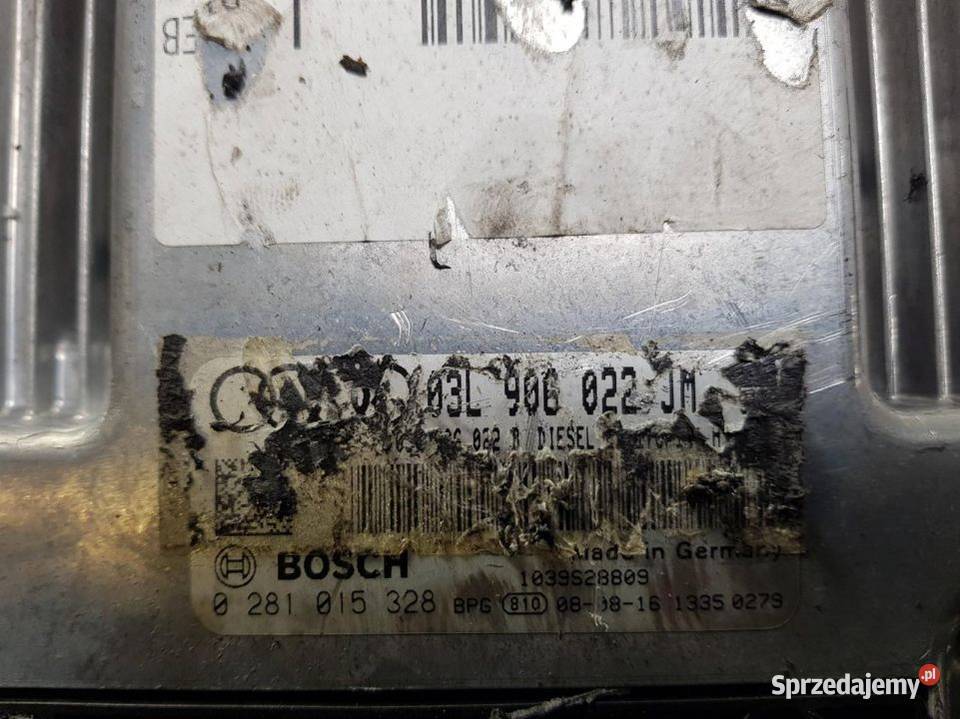 EB
03L 906 022 JM
022 B DIESEL
BOSCH
Made in Germany
1039S28809
0 281 015 328 BPG 810 08-08-16 1335 0279
Sprzedajemy.pl